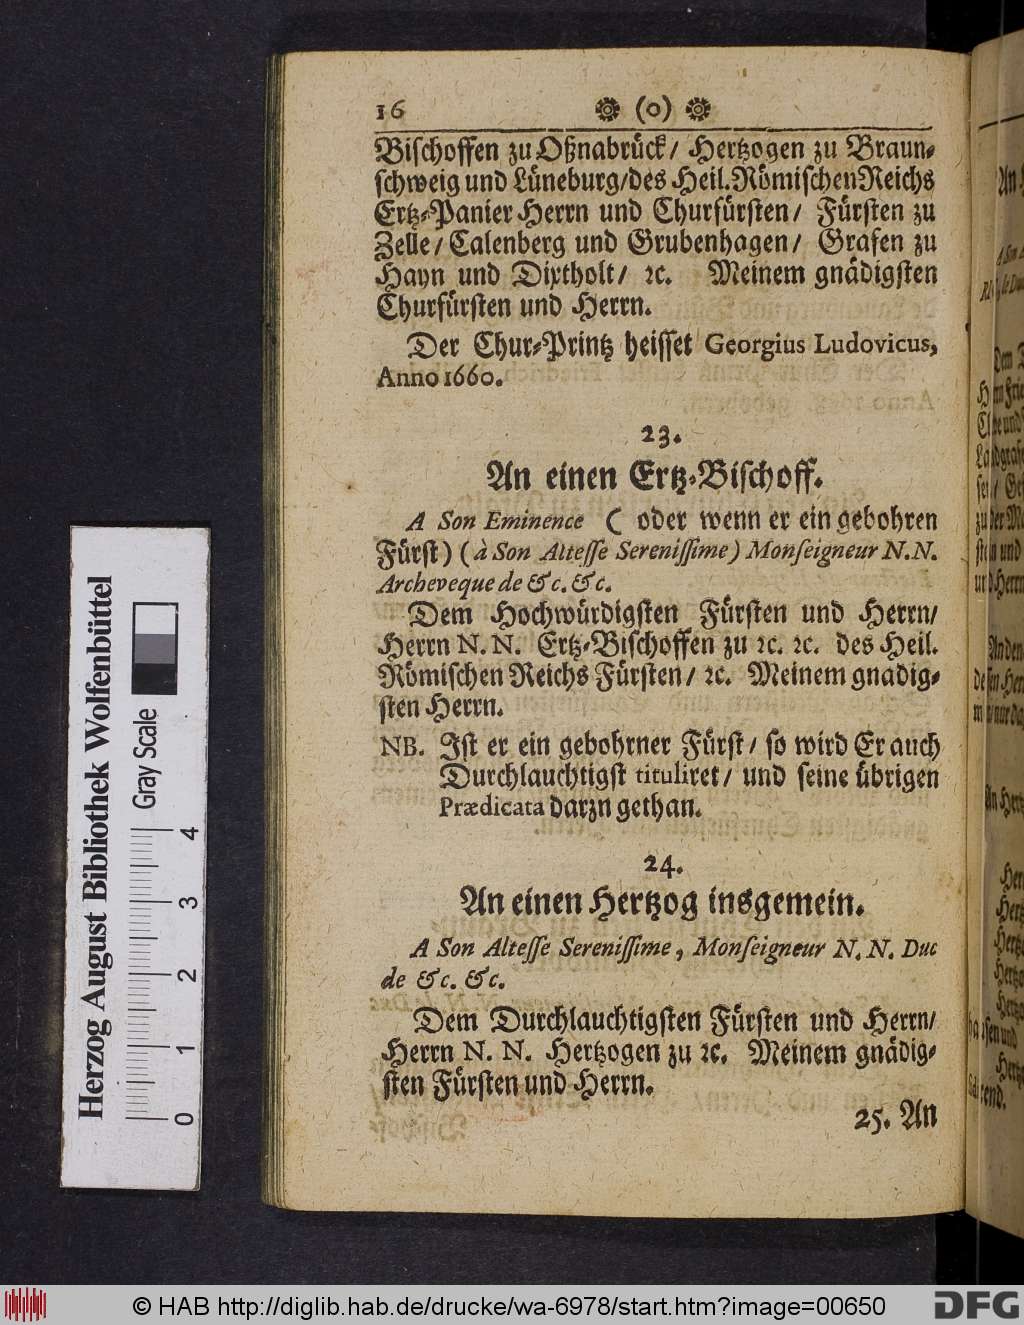 16 (o)
Bischoffen zu Oßnabrück/ Hertzogen zu Braun-
schweig und Lüneburg/des Heil.Römischen Reichs
Ertz-Panier Herrn und Churfürsten/ Fürsten zu
Zelle/ Calenberg und Grubenhagen/ Grafen zu
Hayn und Dixtholt/ ꝛc. Meinem gnädigsten
Churfürsten und Herrn.
Der Chur-Printz heisset Georgius Ludovicus,
Anno 1660.
23.
An einen Ertz-Bischoff.
A Son Eminence ( oder wenn er ein gebohren
Fürst) (à Son Altesse Serenissime) Monseigneur N.N.
Archeveque de &c. &c.
Dem Hochwürdigsten Fürsten und Herrn/
Herrn N. N. Ertz-Bischoffen zu ꝛc. ꝛc. des Heil.
Römischen Reichs Fürsten/ ꝛc. Meinem gnadig-
sten Herrn.
NB. Ist er ein gebohrner Fürst/ so wird Er auch
Durchlauchtigst tituliret/ und seine übrigen
Prædicata darzn gethan.
24.
An einen Hertzog insgemein.
A Son Altesse Serenissime, Monseigneur N. N. Duc
de &c. &c.
Dem Durchlauchtigsten Fürsten und Herrn/
Herrn N. N. Hertzogen zu ꝛc. Meinem gnädig-
sten Fürsten und Herrn.
25. An
Herzog August Bibliothek Wolfenbüttel
Gray Scale
0 1 2 3 4
© HAB http://diglib.hab.de/drucke/wa-6978/start.htm?image=00650
DFG